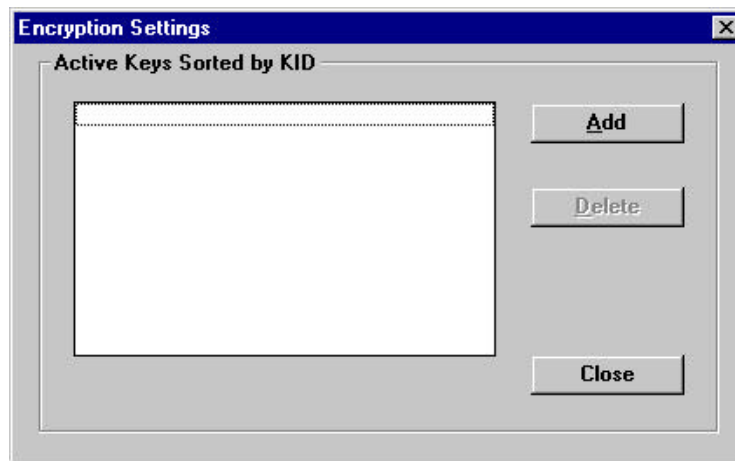 Encryption Settings
Active Keys Sorted by KID
Add
Delete
Close